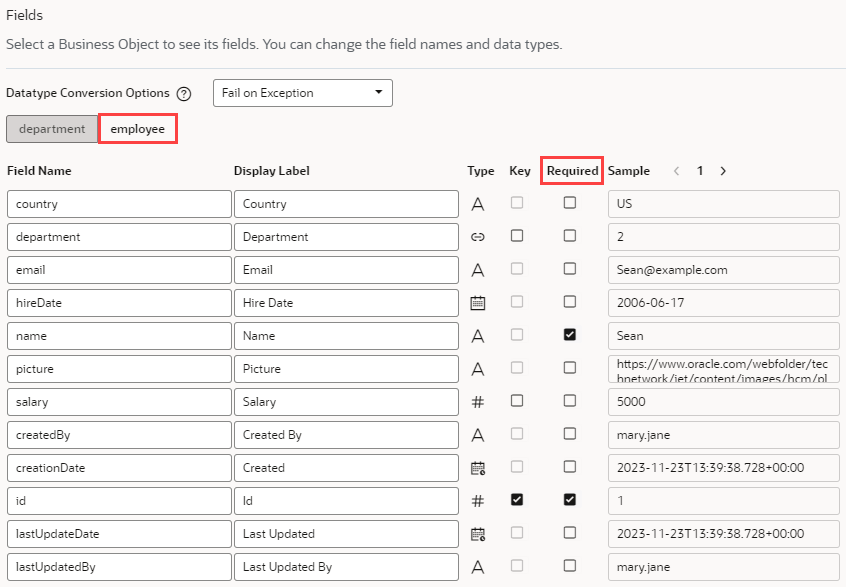 Fields
Select a Business Object to see its fields. You can change the field names and data types.
Datatype Conversion Options ? Fail on Exception
department employee
Field Name Display Label Type Key Required Sample < 1 >
country Country A US
department Department 2
email Email A Sean@example.com
hireDate Hire Date 2006-06-17
name Name A Sean
picture Picture A https://www.oracle.com/webfolder/tec
hnetwork/jet/content/images/hcm/pl
salary Salary # 5000
createdBy Created By A mary.jane
creationDate Created 2023-11-23T13:39:38.728+00:00
id Id # 1
lastUpdateDate Last Updated 2023-11-23T13:39:38.728+00:00
lastUpdatedBy Last Updated By A mary.jane